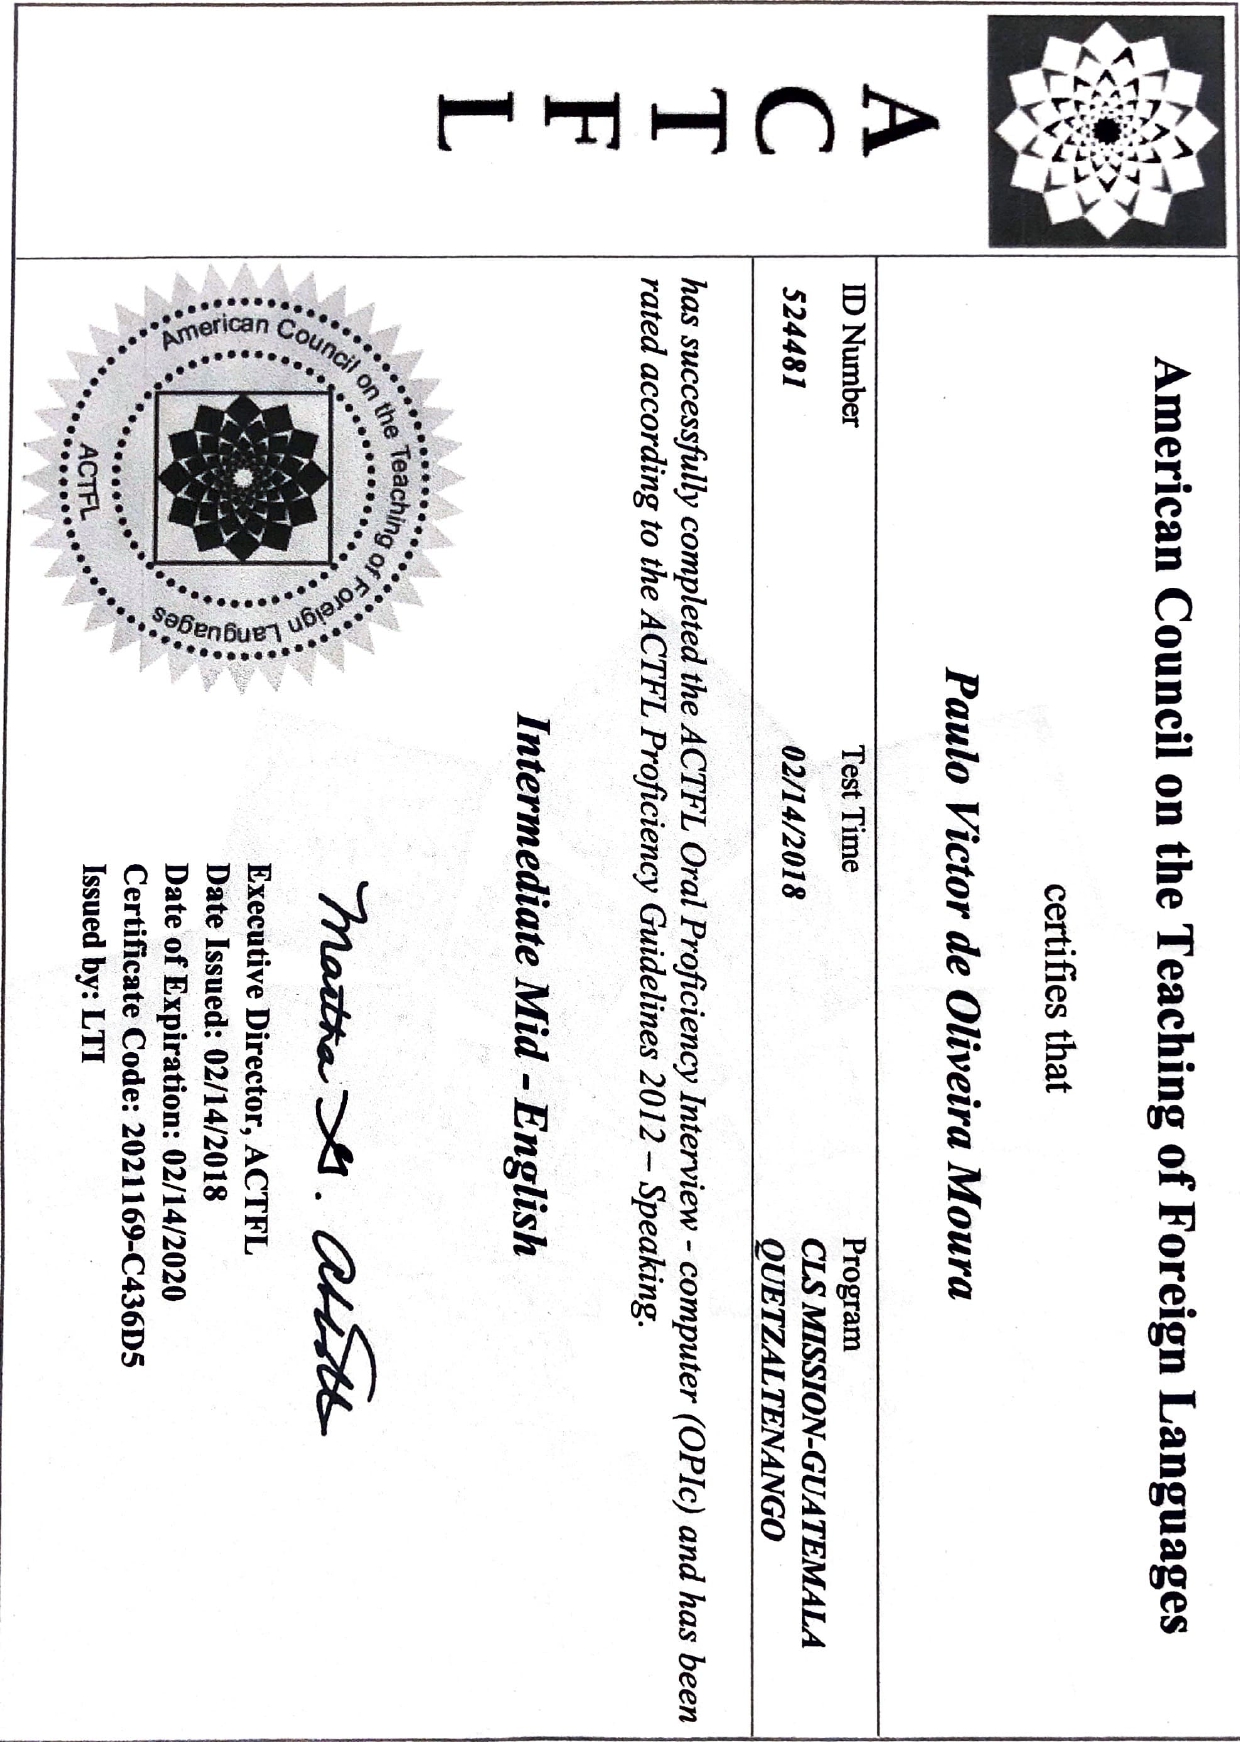 American Council on the Teaching of Foreign Languages
certifies that
Paulo Victor de Oliveira Moura
ACTFL
ID Number
524481
Test Time
02/14/2018
Program
CLS MISSION-GUATEMALA
QUETZALTENANGO
has successfully completed the ACTFL Oral Proficiency Interview - computer (OPIc) and has been
rated according to the ACTFL Proficiency Guidelines 2012 – Speaking.
Intermediate Mid - English
American Council on the Teaching of Foreign Languages
ACTFL
Martha G. Abbott
Executive Director, ACTFL
Date Issued: 02/14/2018
Date of Expiration: 02/14/2020
Certificate Code: 2021169-C436D5
Issued by: LTI